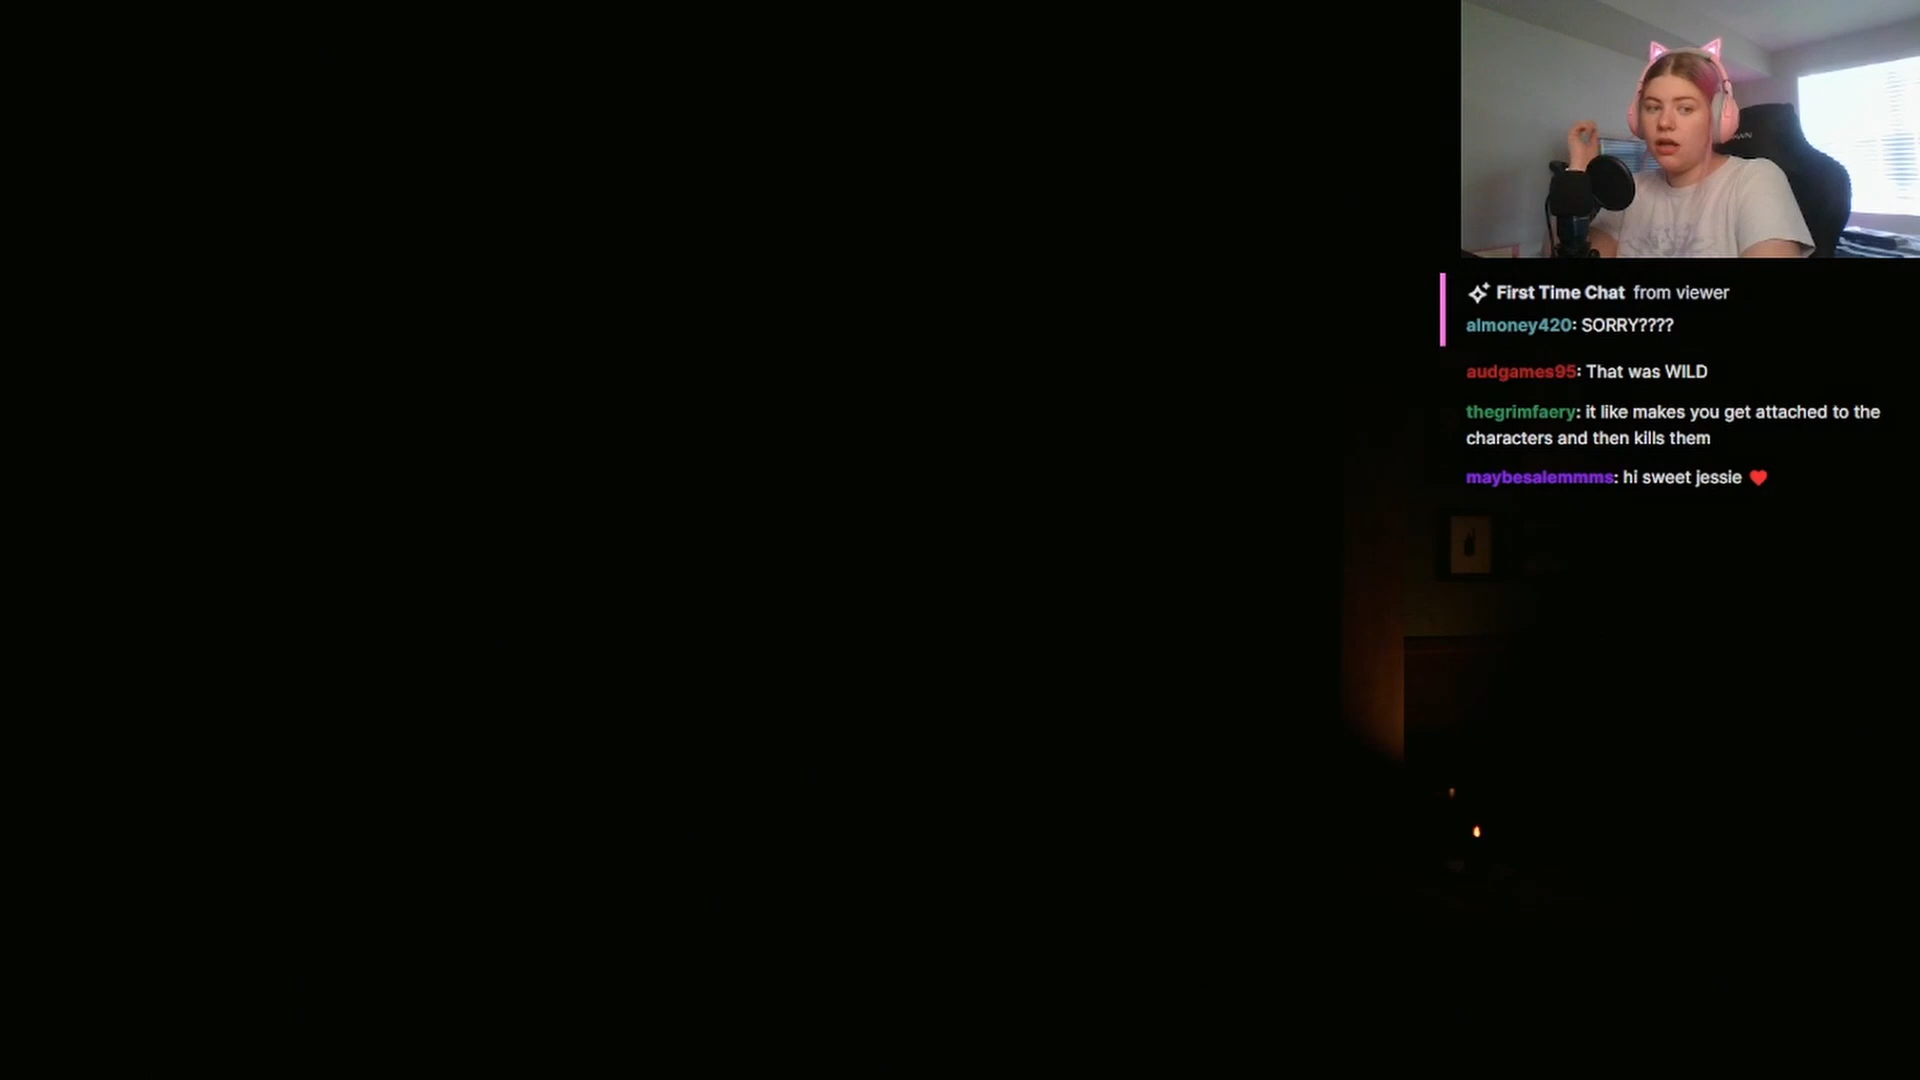 First Time Chat from viewer
almoney420: SORRY????
audgames95: That was WILD
thegrimfaery: it like makes you get attached to the
characters and then kills them
maybesalemmms: hi sweet jessie ❤️